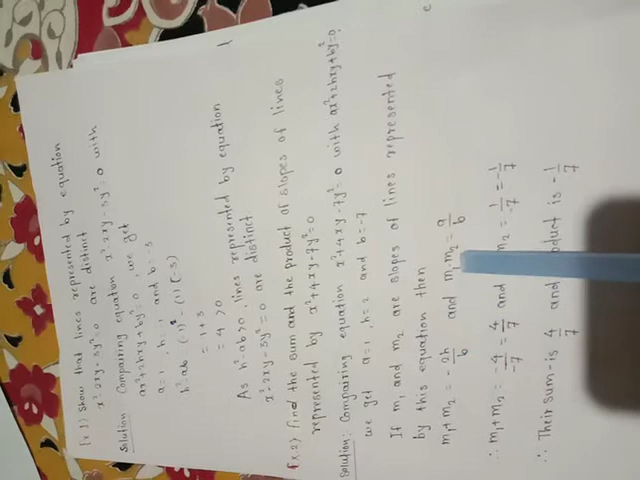 Ex 1) Show that lines represented by equation
x²-2xy-3y²=0 are distinct
Solution: Comparing equation x²-2xy-3y²=0 with
ax²+2hxy+by²=0 we get
a=1, h=-1 and b=-3
h²-ab (-1)²-(1)(-3)
= 1+3
= 4>0
As h²-ab>0, lines represented by equation
x²-2xy-3y²=0 are distinct
Ex.2) Find the sum and the product of slopes of lines
represented by x²+4xy-7y²=0
Solution: Comparing equation x²+4xy-7y²=0 with ax²+2hxy+by²=0,
we get a=1, h=2 and b=-7
If m₁ and m₂ are slopes of lines represented
by this equation then
m₁+m₂ = -2h/b and m₁m₂ = a/b
∴ m₁+m₂ = -4/-7 = 4/7 and m₂ = 1/-7 = -1/7
∴ Their sum is 4/7 and product is -1/7